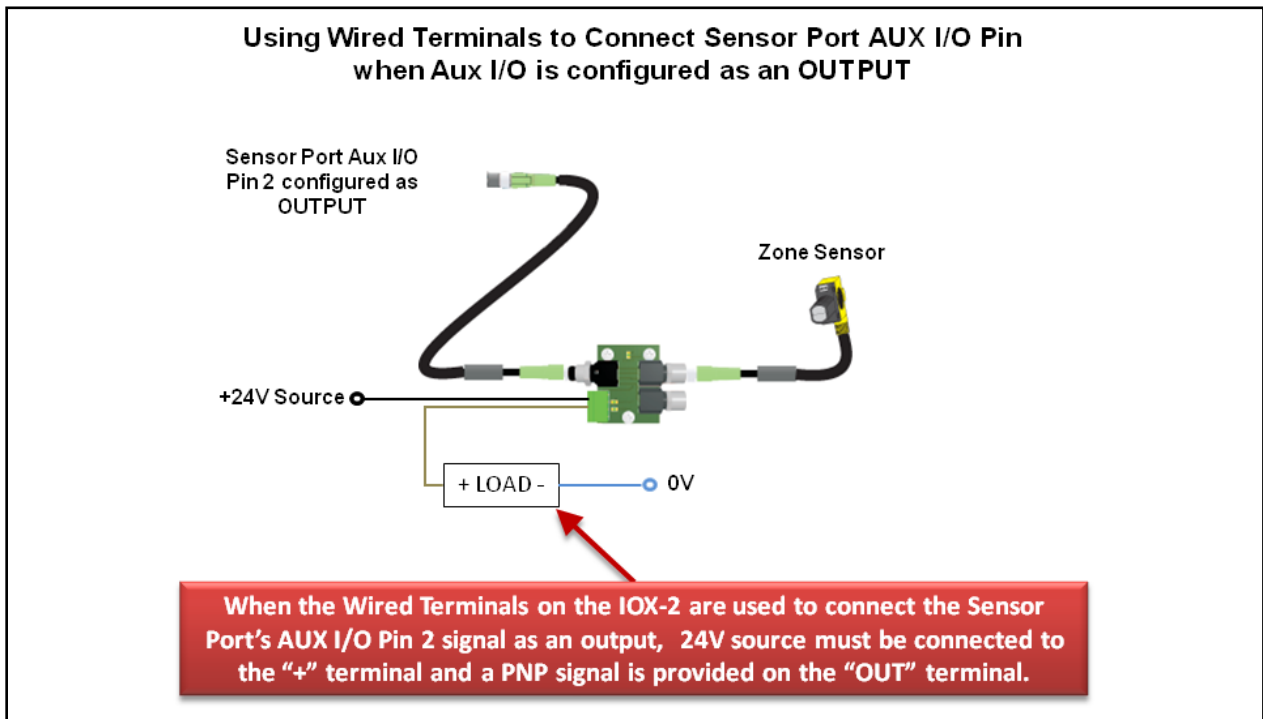 Using Wired Terminals to Connect Sensor Port AUX I/O Pin
when Aux I/O is configured as an OUTPUT
Sensor Port Aux I/O
Pin 2 configured as
OUTPUT
Zone Sensor
+24V Source
+ LOAD -
0V
When the Wired Terminals on the IOX-2 are used to connect the Sensor
Port's AUX I/O Pin 2 signal as an output, 24V source must be connected to
the “+” terminal and a PNP signal is provided on the “OUT” terminal.